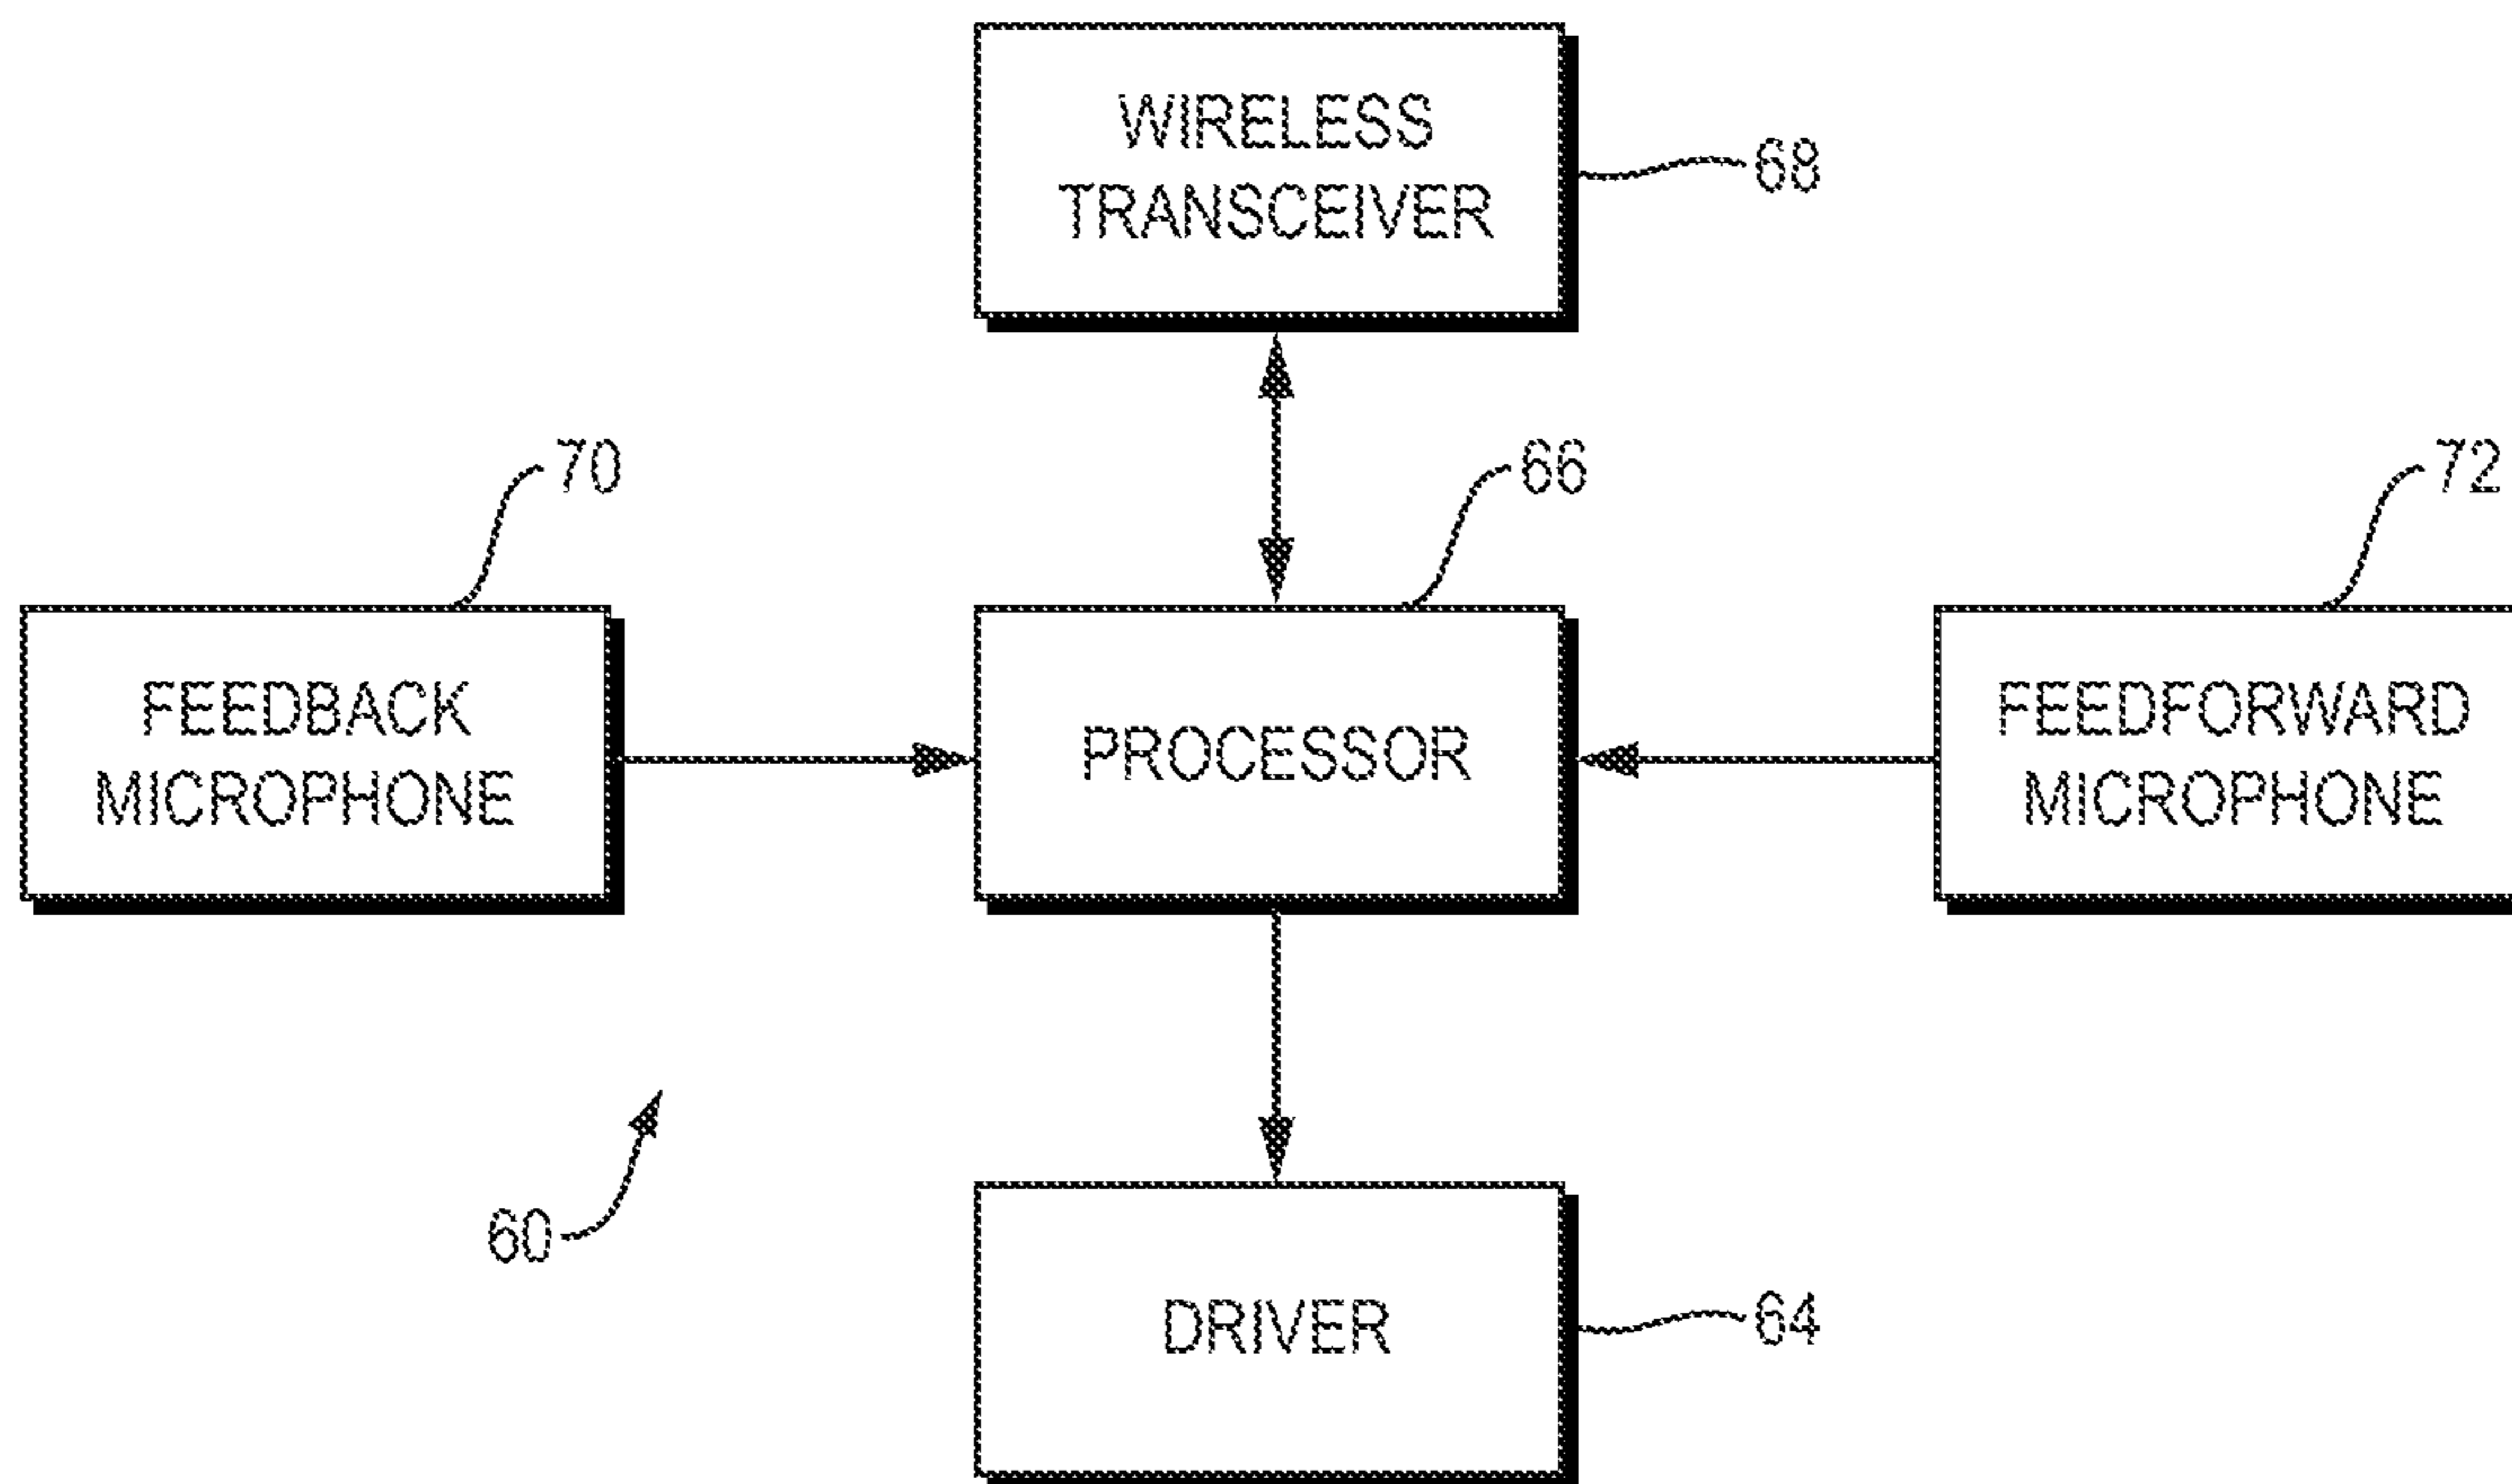 WIRELESS
TRANSCEIVER
68
70
66
72
FEEDBACK
MICROPHONE
PROCESSOR
FEEDFORWARD
MICROPHONE
60
DRIVER
64